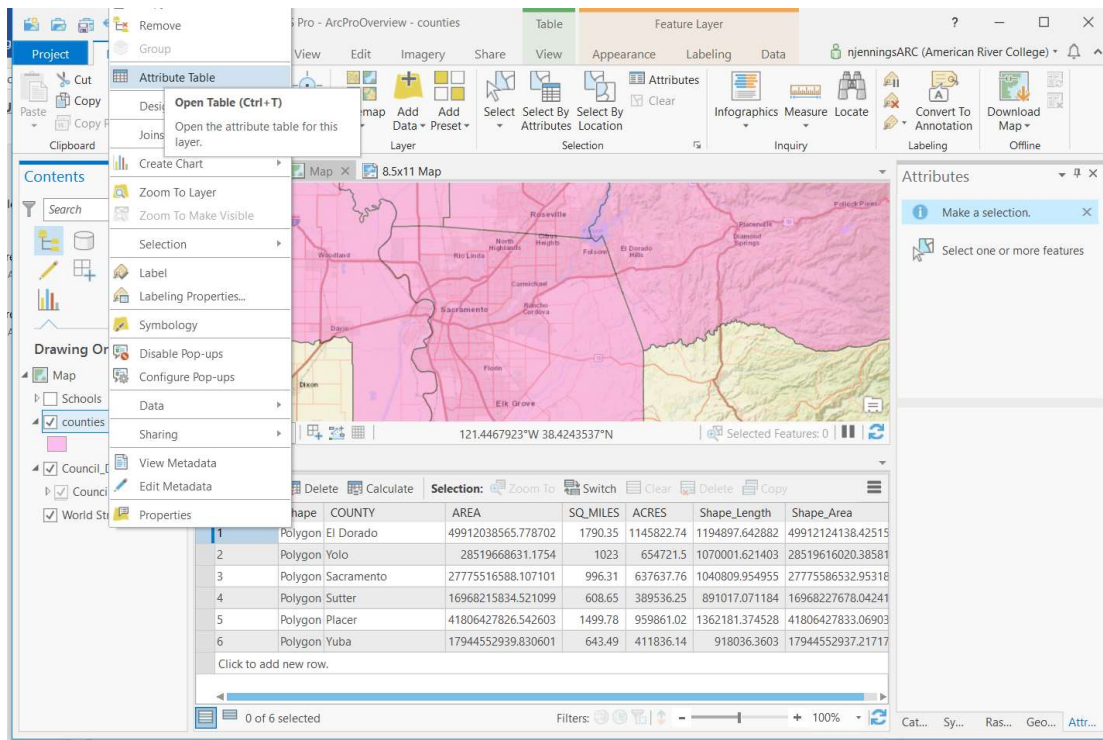 Pro - ArcProOverview - counties
Table
Feature Layer
?
Project
View
Edit
Imagery
Share
View
Appearance
Labeling
Data
njenningsARC (American River College)
Remove
Group
Attribute Table
Open Table (Ctrl+T)
Open the attribute table for this
layer.
Create Chart
Zoom To Layer
Zoom To Make Visible
Selection
Label
Labeling Properties...
Symbology
Disable Pop-ups
Configure Pop-ups
Data
Sharing
View Metadata
Edit Metadata
Properties
Paste
Cut
Copy
Clipboard
Add
Data
Add
Preset
Layer
Select
Select By
Attributes
Select By
Location
Attributes
Clear
Selection
Infographics
Measure
Locate
Inquiry
Convert To
Annotation
Labeling
Download
Map
Offline
Contents
Search
Map
Schools
counties
Map
8.5x11 Map
Roseville
Citrus
Heights
North
Highlands
Rio Linda
Woodland
Folsom
El Dorado
Hills
Placerville
Diamond
Springs
Pollock Pines
Carmichael
Sacramento
Rancho
Cordova
Davis
Florin
Dixon
Elk Grove
121.4467923°W 38.4243537°N
Selected Features: 0
Attributes
Make a selection.
Select one or more features
Delete
Calculate
Selection:
Zoom To
Switch
Clear
Delete
Copy
COUNTY AREA SQ_MILES ACRES Shape_Length Shape_Area
1 Polygon El Dorado 49912038565.778702 1790.35 1145822.74 1194897.642882 49912124138.42515
2 Polygon Yolo 28519668631.1754 1023 654721.5 1070001.621403 28519616020.38581
3 Polygon Sacramento 27775516588.107101 996.31 637637.76 1040809.954955 27775586532.95318
4 Polygon Sutter 16968215834.521099 608.65 389536.25 891017.071184 16968227678.04241
5 Polygon Placer 41806427826.542603 1499.78 959861.02 1362181.374528 41806427833.06903
6 Polygon Yuba 17944552939.830601 643.49 411836.14 918036.3603 17944552937.21717
Click to add new row.
0 of 6 selected
Filters:
100%
Cat...
Sy...
Ras...
Geo...
Attr...